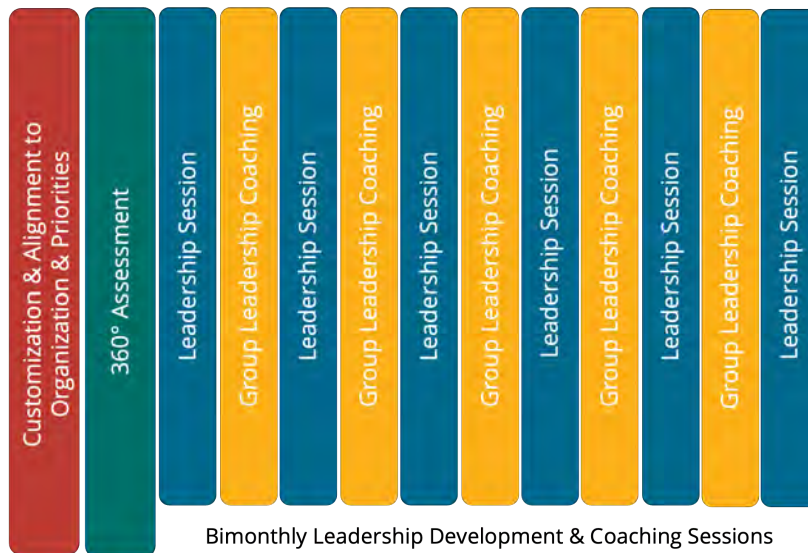 Customization & Alignment to
Organization & Priorities
360° Assessment
Leadership Session
Group Leadership Coaching
Leadership Session
Group Leadership Coaching
Leadership Session
Group Leadership Coaching
Leadership Session
Group Leadership Coaching
Leadership Session
Group Leadership Coaching
Leadership Session
Bimonthly Leadership Development & Coaching Sessions